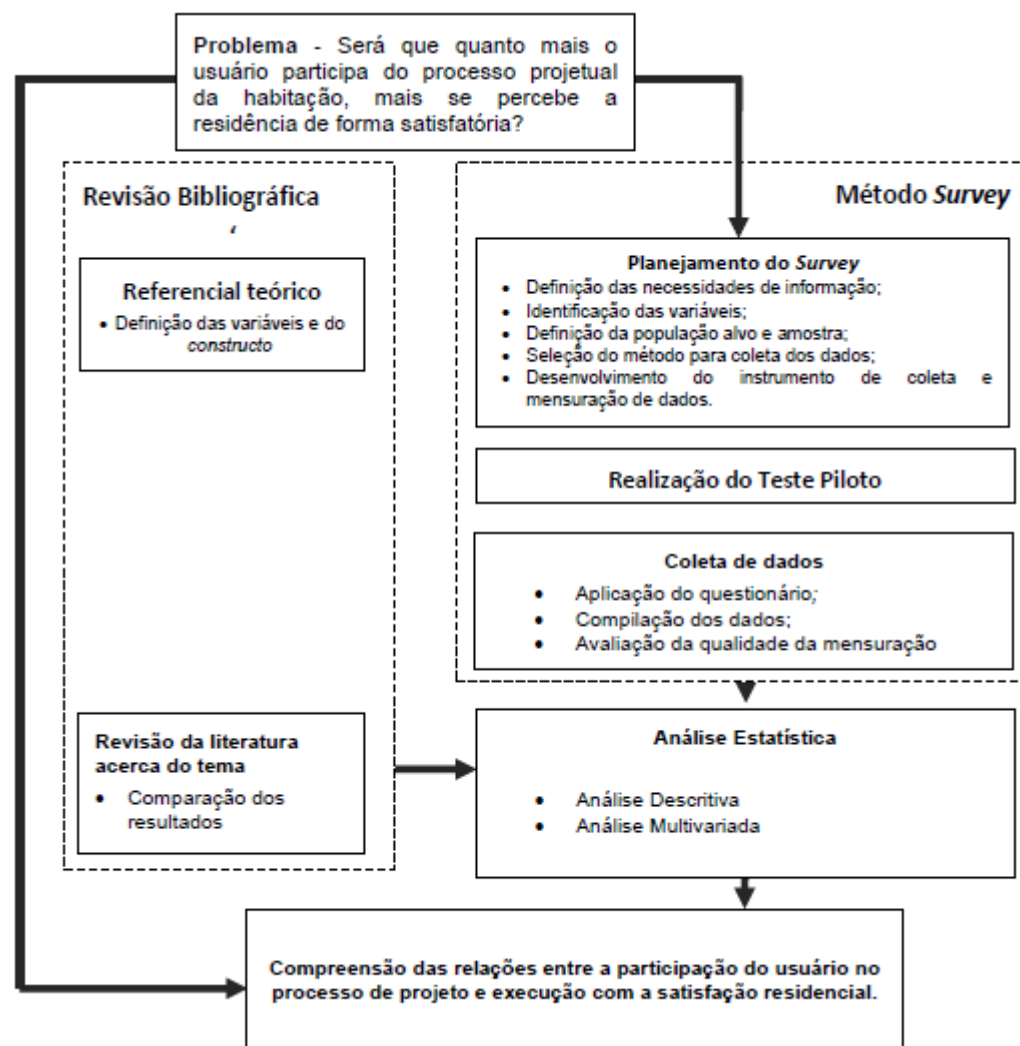 Problema - Será que quanto mais o
usuário participa do processo projetual
da habitação, mais se percebe a
residência de forma satisfatória?
Revisão Bibliográfica
‘
Referencial teórico
• Definição das variáveis e do
constructo
Revisão da literatura
acerca do tema
• Comparação dos
resultados
Método Survey
Planejamento do Survey
• Definição das necessidades de informação;
• Identificação das variáveis;
• Definição da população alvo e amostra;
• Seleção do método para coleta dos dados;
• Desenvolvimento do instrumento de coleta e
mensuração de dados.
Realização do Teste Piloto
Coleta de dados
• Aplicação do questionário;
• Compilação dos dados;
• Avaliação da qualidade da mensuração
Análise Estatística
• Análise Descritiva
• Análise Multivariada
Compreensão das relações entre a participação do usuário no
processo de projeto e execução com a satisfação residencial.